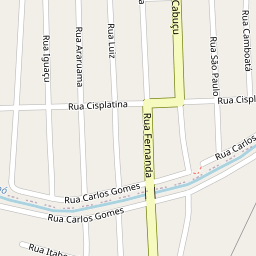 Cabuçu
Rua Iguaçu
Rua Araruama
Rua Luiz
Rua São Paulo
Rua Camboatá
Rua Cisplatina
Rua Cispl
Rua Fernanda
Rua Carlos
Rua Carlos Gomes
Rua Carlos Gomes